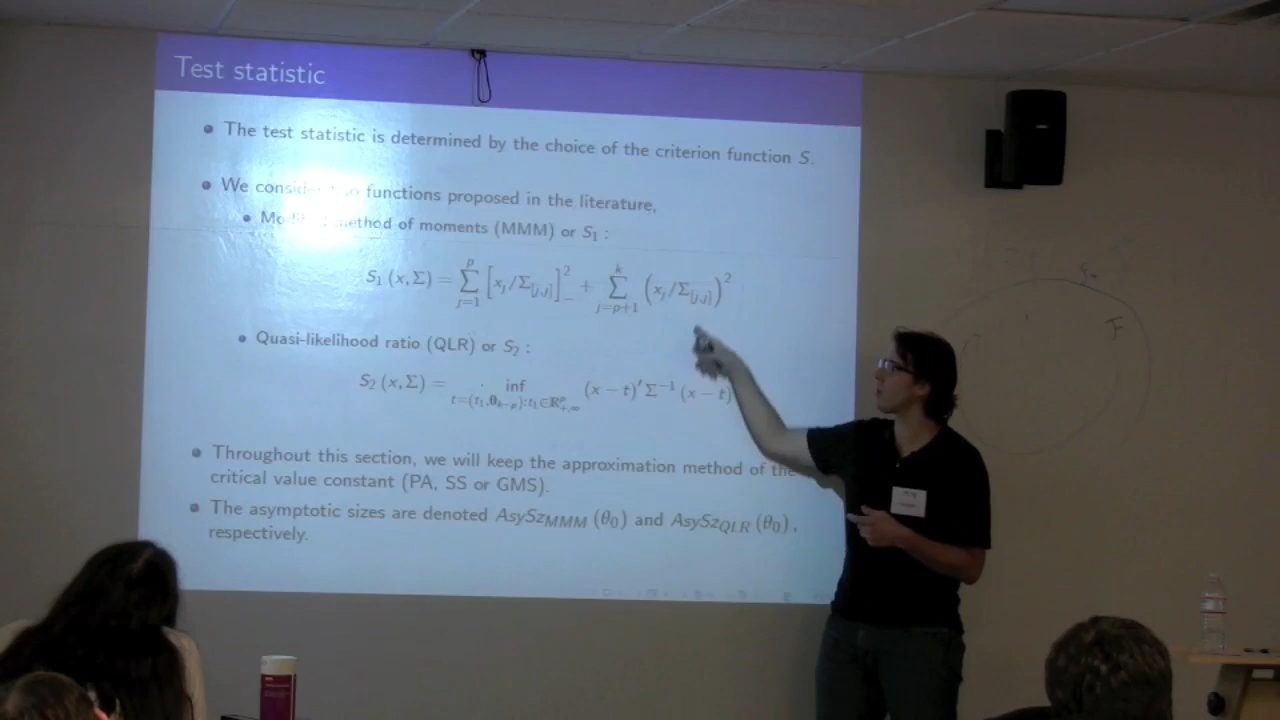 Test statistic
The test statistic is determined by the choice of the criterion function S.
We consider two functions proposed in the literature,
method of moments (MMM) or S₁ :
S₁ (x, Σ) = ∑_{j=1}^{p} [x_j/Σ_{[j,j]}]²_− + ∑_{j=p+1}^{k} (x_j/Σ_{[j,j]})²
Quasi-likelihood ratio (QLR) or S₂ :
S₂ (x, Σ) = inf_{t=(t₁,0_{k−p}):t₁∈ℝ^p_{+,∞}} (x − t)′ Σ⁻¹ (x − t)
Throughout this section, we will keep the approximation method of the
critical value constant (PA, SS or GMS).
The asymptotic sizes are denoted AsySz_{MMM} (θ₀) and AsySz_{QLR} (θ₀),
respectively.